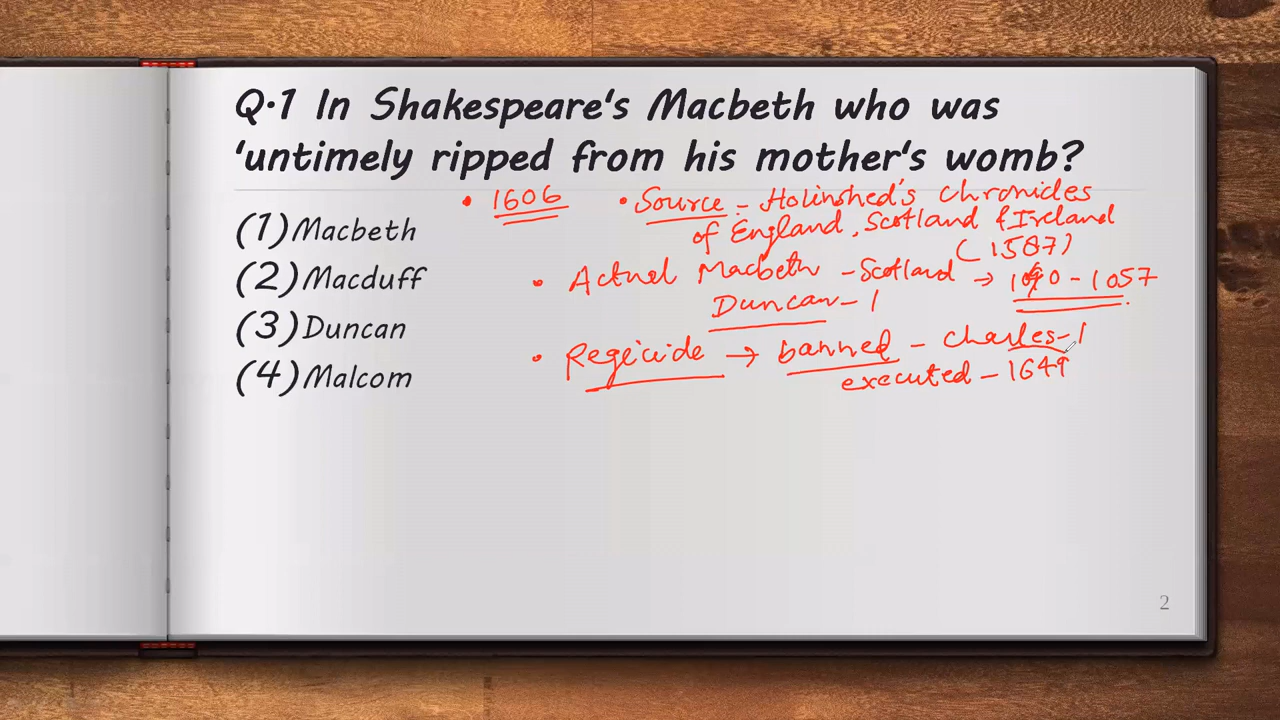 Q.1 In Shakespeare's Macbeth who was
'untimely ripped from his mother's womb?
(1) Macbeth
(2) Macduff
(3) Duncan
(4) Malcom
• 1606
• Source - Holinshed's Chronicles
of England, Scotland & Ireland
(1587)
• Actual Macbeth - Scotland → 1040 - 1057
Duncan - 1
• Regicide → banned - Charles - 1
executed - 1649
2